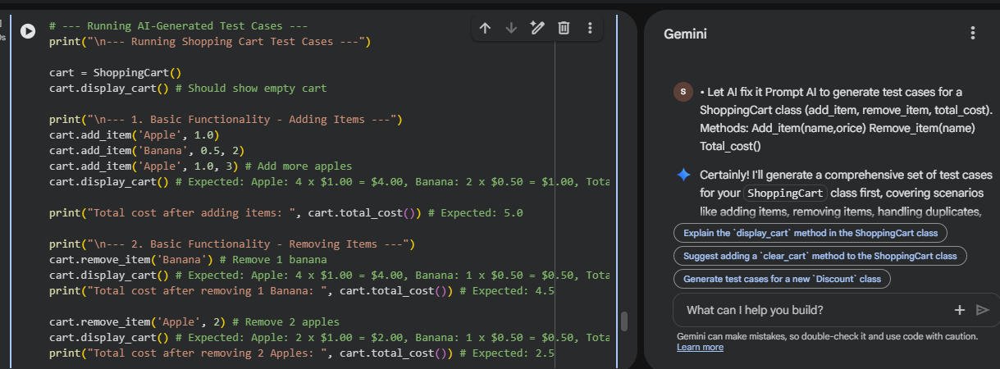 # --- Running AI-Generated Test Cases ---
print("\n--- Running Shopping Cart Test Cases ---")
cart = ShoppingCart()
cart.display_cart() # Should show empty cart
print("\n--- 1. Basic Functionality - Adding Items ---")
cart.add_item('Apple', 1.0)
cart.add_item('Banana', 0.5, 2)
cart.add_item('Apple', 1.0, 3) # Add more apples
cart.display_cart() # Expected: Apple: 4 x $1.00 = $4.00, Banana: 2 x $0.50 = $1.00, Tota
print("Total cost after adding items: ", cart.total_cost()) # Expected: 5.0
print("\n--- 2. Basic Functionality - Removing Items ---")
cart.remove_item('Banana') # Remove 1 banana
cart.display_cart() # Expected: Apple: 4 x $1.00 = $4.00, Banana: 1 x $0.50 = $0.50, Tota
print("Total cost after removing 1 Banana: ", cart.total_cost()) # Expected: 4.5
cart.remove_item('Apple', 2) # Remove 2 apples
cart.display_cart() # Expected: Apple: 2 x $1.00 = $2.00, Banana: 1 x $0.50 = $0.50, Tota
print("Total cost after removing 2 Apples: ", cart.total_cost()) # Expected: 2.5
Gemini
S
• Let AI fix it Prompt AI to generate test cases for a
ShoppingCart class (add_item, remove_item, total_cost).
Methods: Add_item(name,orice) Remove_item(name)
Total_cost()
Certainly! I'll generate a comprehensive set of test cases
for your ShoppingCart class first, covering scenarios
like adding items, removing items, handling duplicates,
Explain the `display_cart` method in the ShoppingCart class
Suggest adding a `clear_cart` method to the ShoppingCart class
Generate test cases for a new `Discount` class
What can I help you build?
Gemini can make mistakes, so double-check it and use code with caution.
Learn more